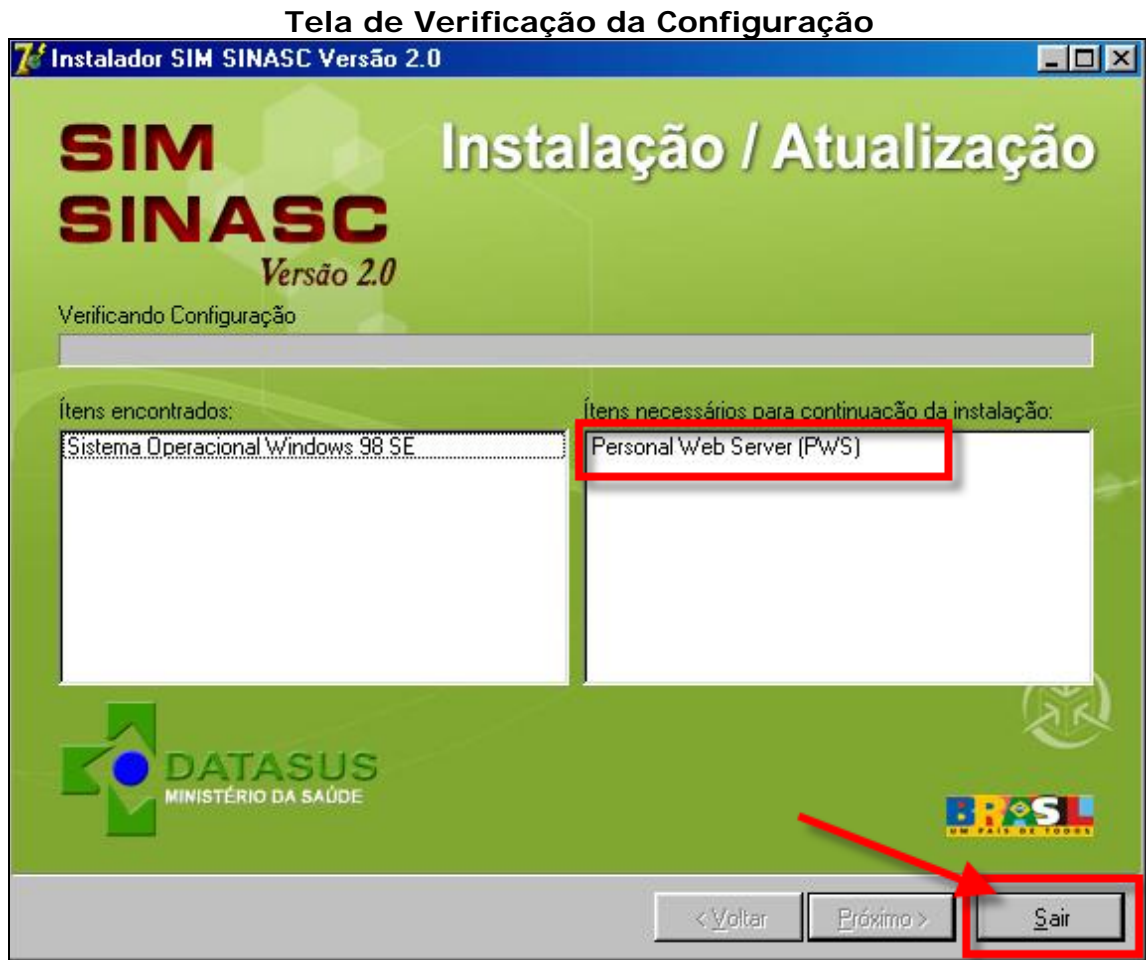 Tela de Verificação da Configuração
Instalador SIM SINASC Versão 2.0
SIM
SINASC
Versão 2.0
Instalação / Atualização
Verificando Configuração
Ítens encontrados:
Sistema Operacional Windows 98 SE
Ítens necessários para continuação da instalação:
Personal Web Server (PWS)
DATASUS
MINISTÉRIO DA SAÚDE
BRASIL
UM PAÍS DE TODOS
< Voltar
Próximo >
Sair